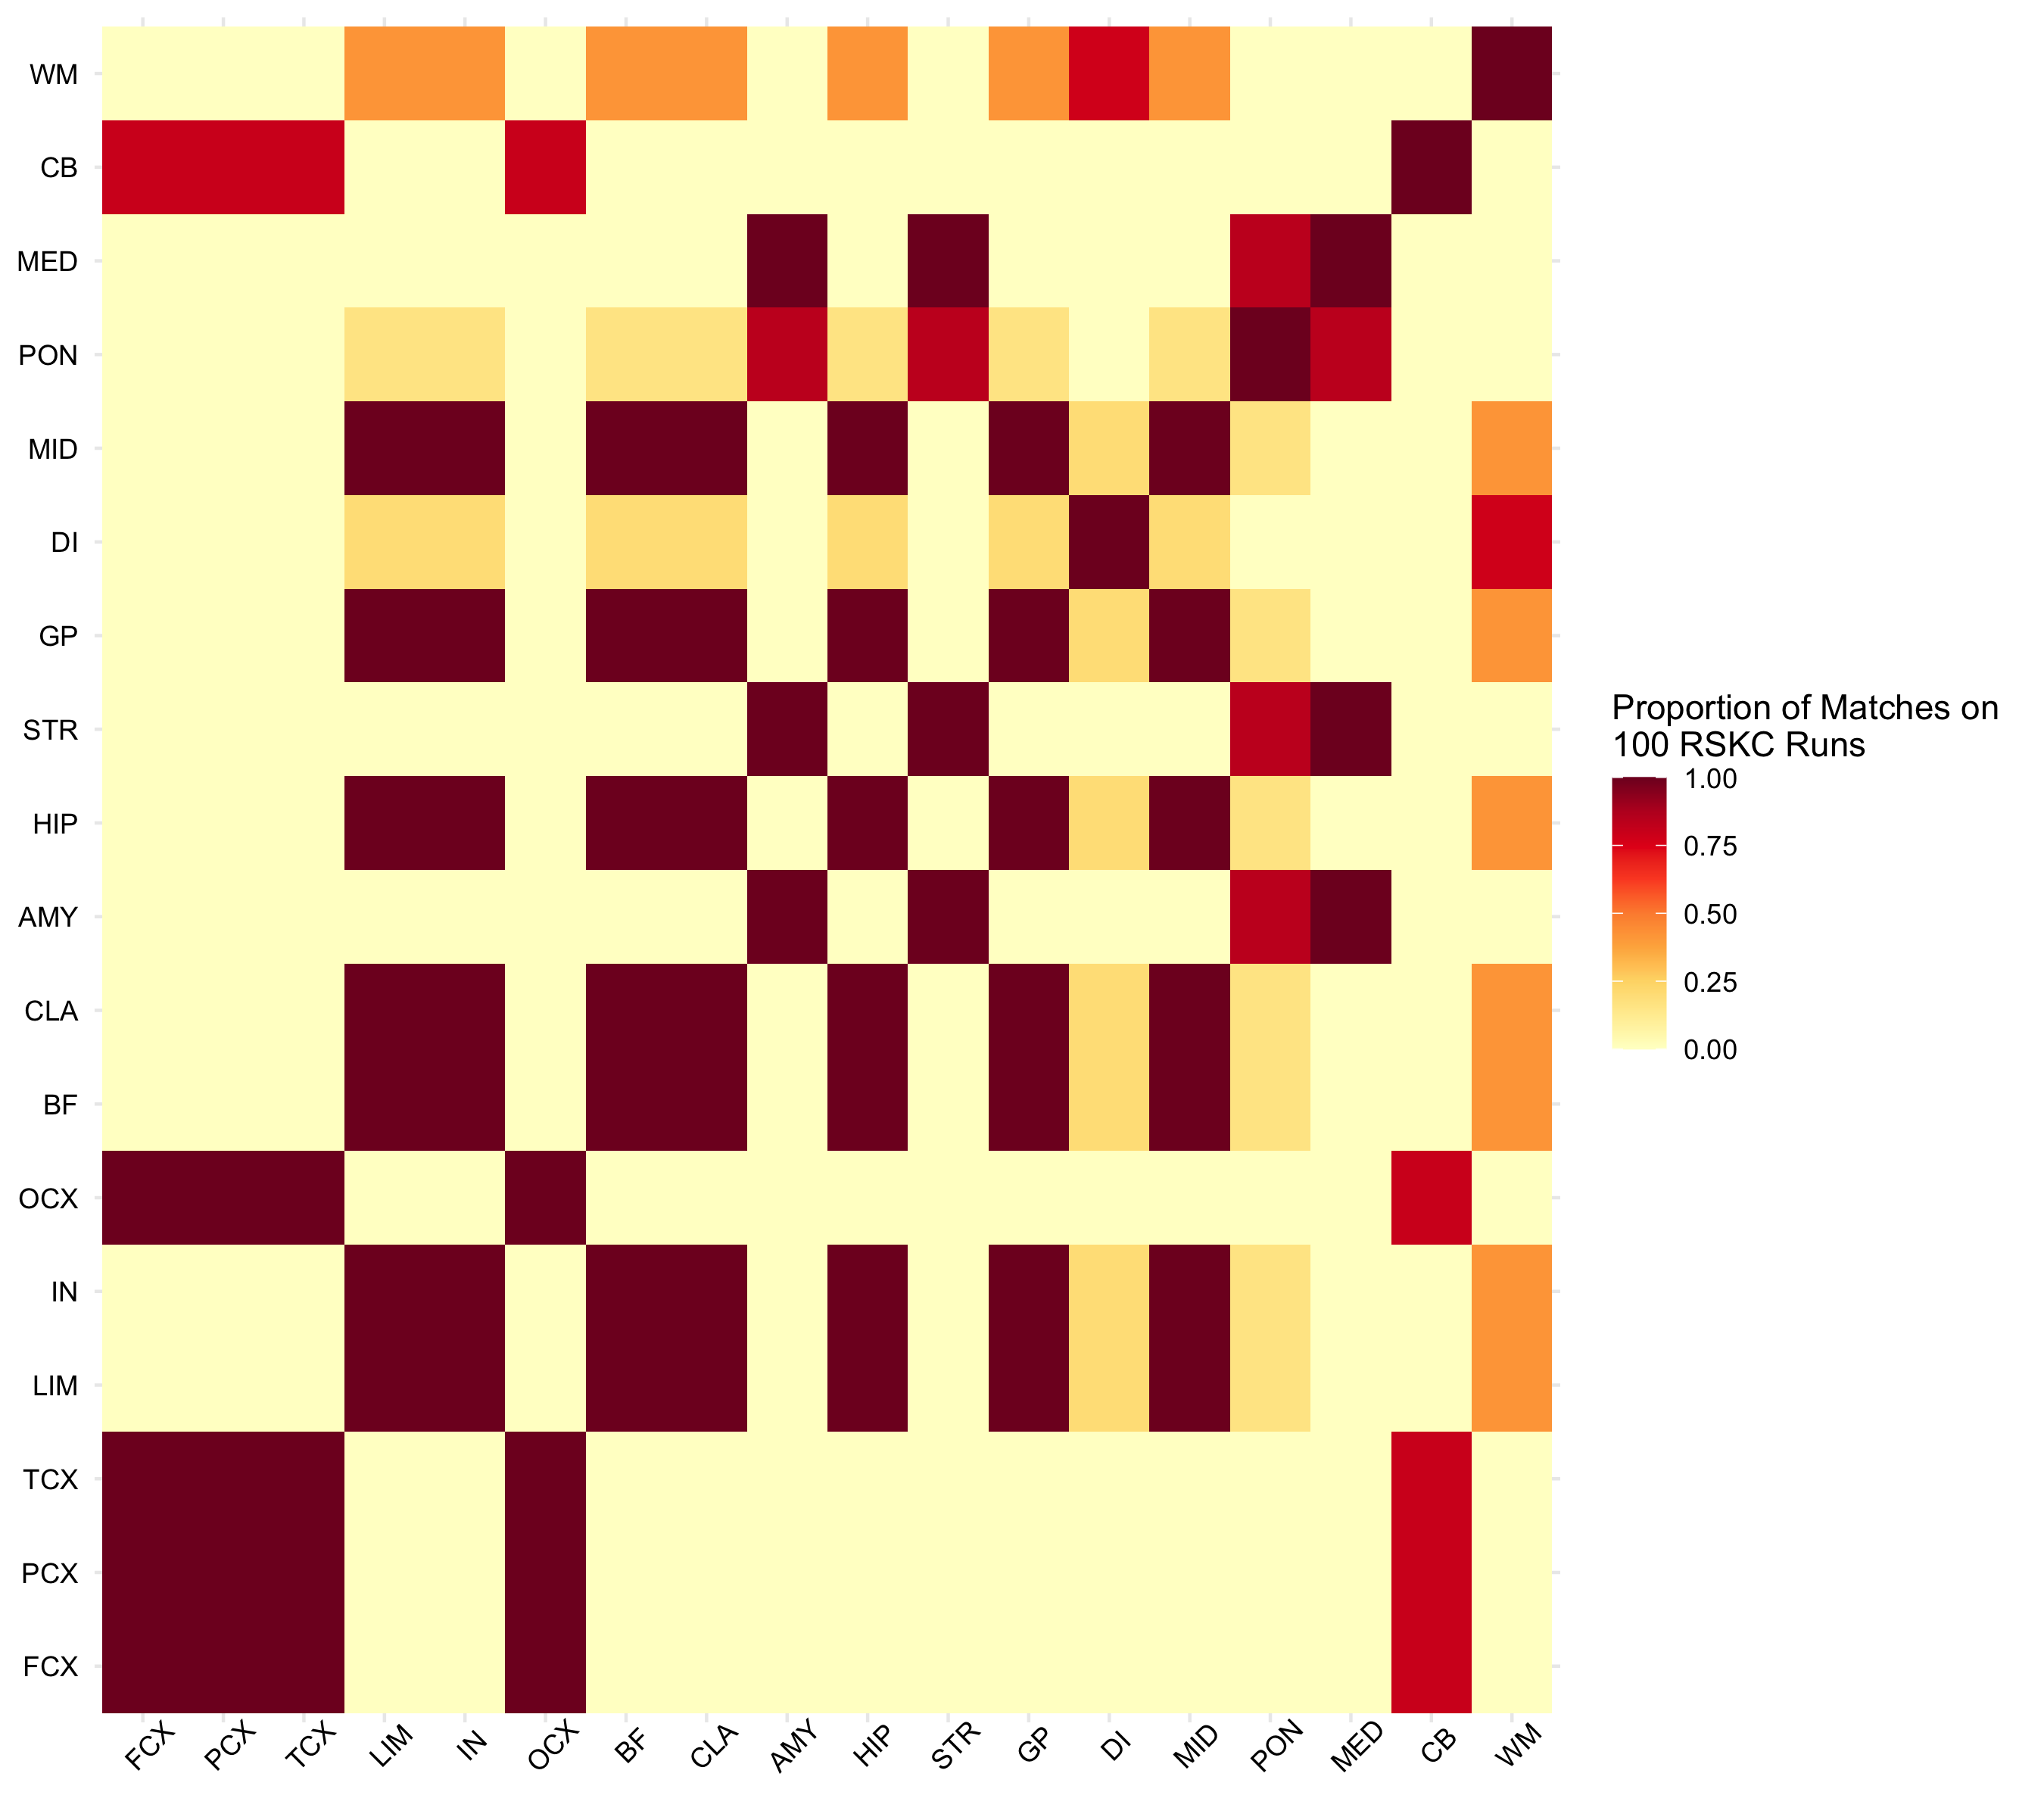 WM
CB
MED
PON
MID
DI
GP
STR
HIP
AMY
CLA
BF
OCX
IN
LIM
TCX
PCX
FCX
FCX PCX TCX LIM IN OCX BF CLA AMY HIP STR GP DI MID PON MED CB WM
Proportion of Matches on
100 RSKC Runs
1.00
0.75
0.50
0.25
0.00